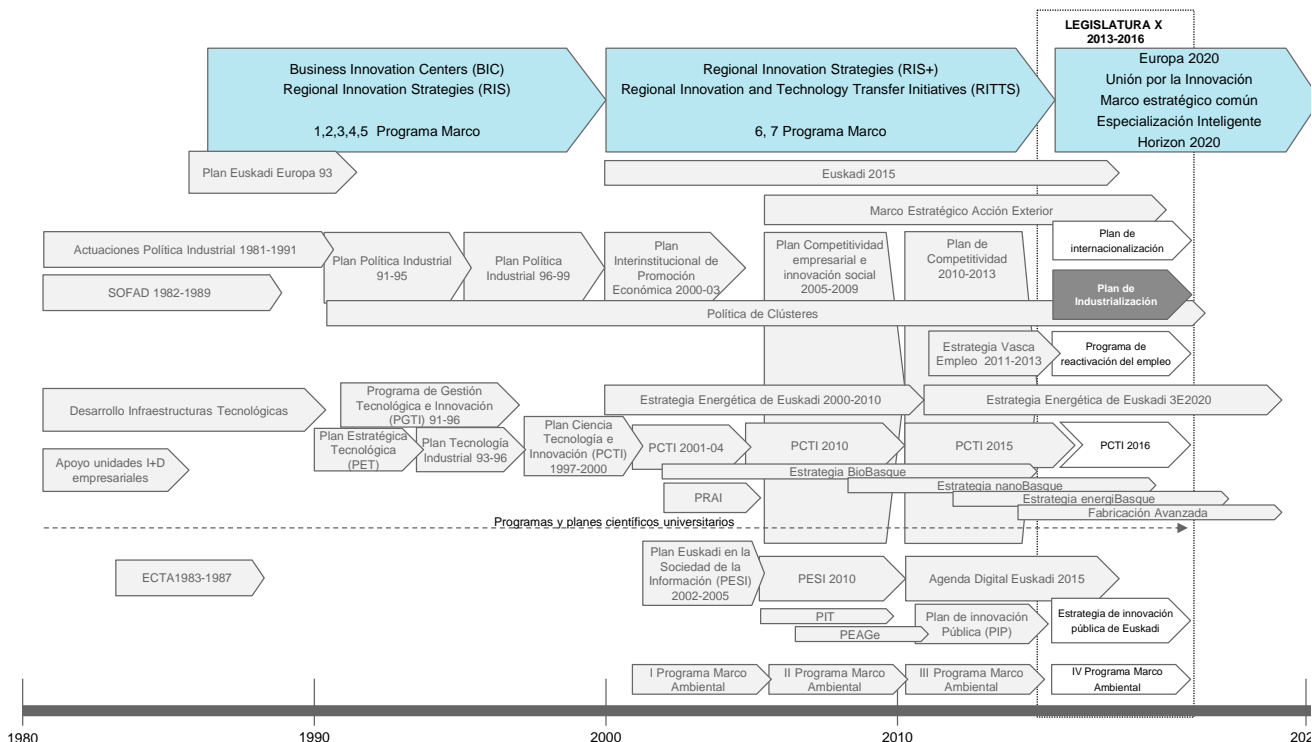 LEGISLATURA X
2013-2016
Business Innovation Centers (BIC)
Regional Innovation Strategies (RIS)
1,2,3,4,5 Programa Marco
Regional Innovation Strategies (RIS+)
Regional Innovation and Technology Transfer Initiatives (RITTS)
6, 7 Programa Marco
Europa 2020
Unión por la Innovación
Marco estratégico común
Especialización Inteligente
Horizon 2020
Plan Euskadi Europa 93
Euskadi 2015
Marco Estratégico Acción Exterior
Actuaciones Política Industrial 1981-1991
SOFAD 1982-1989
Plan Política Industrial
91-95
Plan Política
Industrial 96-99
Plan
Interinstitucional de
Promoción
Económica 2000-03
Plan Competitividad
empresarial e
innovación social
2005-2009
Plan de
Competitividad
2010-2013
Plan de
internacionalización
Plan de
Industrialización
Política de Clústeres
Estrategia Vasca
Empleo 2011-2013
Programa de
reactivación del empleo
Desarrollo Infraestructuras Tecnológicas
Programa de Gestión
Tecnológica e Innovación
(PGTI) 91-96
Estrategia Energética de Euskadi 2000-2010
Estrategia Energética de Euskadi 3E2020
Apoyo unidades I+D
empresariales
Plan Estratégica
Tecnológica
(PET)
Plan Tecnología
Industrial 93-96
Plan Ciencia
Tecnología e
Innovación (PCTI)
1997-2000
PCTI 2001-04
PCTI 2010
PCTI 2015
PCTI 2016
Estrategia BioBasque
Estrategia nanoBasque
PRAI
Estrategia energiBasque
Fabricación Avanzada
Programas y planes científicos universitarios
ECTA1983-1987
Plan Euskadi en la
Sociedad de la
Información (PESI)
2002-2005
PESI 2010
Agenda Digital Euskadi 2015
PIT
PEAGe
Plan de innovación
Pública (PIP)
Estrategia de innovación
pública de Euskadi
I Programa Marco
Ambiental
II Programa Marco
Ambiental
III Programa Marco
Ambiental
IV Programa Marco
Ambiental
1980
1990
2000
2010